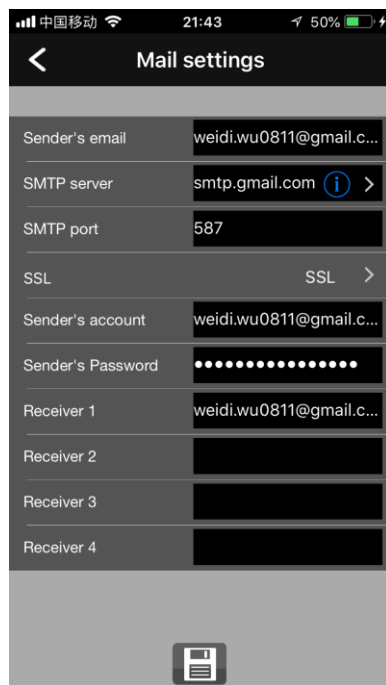 中国移动 21:43 50%
Mail settings
Sender's email weidi.wu0811@gmail.c...
SMTP server smtp.gmail.com i >
SMTP port 587
SSL SSL >
Sender's account weidi.wu0811@gmail.c...
Sender's Password ••••••••••••••••
Receiver 1 weidi.wu0811@gmail.c...
Receiver 2
Receiver 3
Receiver 4